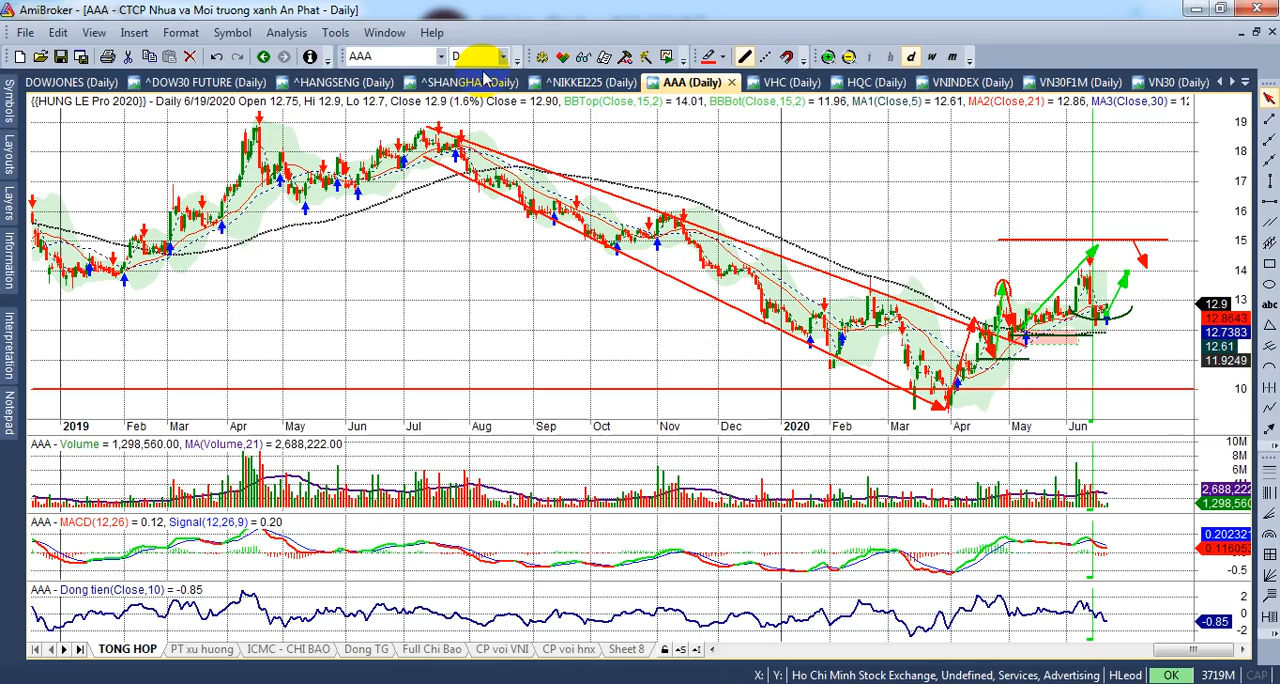 AmiBroker - [AAA - CTCP Nhua va Moi truong xanh An Phat - Daily]
File Edit View Insert Format Symbol Analysis Tools Window Help
AAA D i h d w m
DOWJONES (Daily) ^DOW30 FUTURE (Daily) ^HANGSENG (Daily) ^SHANGHAI (Daily) ^NIKKEI225 (Daily) AAA (Daily) VHC (Daily) HQC (Daily) VNINDEX (Daily) VN30F1M (Daily) VN30 (Daily)
{{HUNG LE Pro 2020}} - Daily 6/19/2020 Open 12.75, Hi 12.9, Lo 12.7, Close 12.9 (1.6%) Close = 12.90, BBTop(Close,15,2) = 14.01, BBBot(Close,15,2) = 11.96, MA1(Close,5) = 12.61, MA2(Close,21) = 12.86, MA3(Close,30) = 12
Symbols
Layouts
Layers
Information
Interpretation
Notepad
19
18
17
16
15
14
13
12.9
12.8643
12.7383
12.61
11.9249
10
abc
2019 Feb Mar Apr May Jun Jul Aug Sep Oct Nov Dec 2020 Feb Mar Apr May Jun
AAA - Volume = 1,298,560.00, MA(Volume,21) = 2,688,222.00
10M
8M
6M
2,688,222
1,298,560
AAA - MACD(12,26) = 0.12, Signal(12,26,9) = 0.20
0.202321
0.116053
-0.5
AAA - Dong tien(Close,10) = -0.85
2
0
-0.85
-2
TONG HOP PT xu huong ICMC - CHI BAO Dong TG Full Chi Bao CP voi VNI CP voi hnx Sheet 8
X: Y: Ho Chi Minh Stock Exchange, Undefined, Services, Advertising HLeod OK 3719M CAP